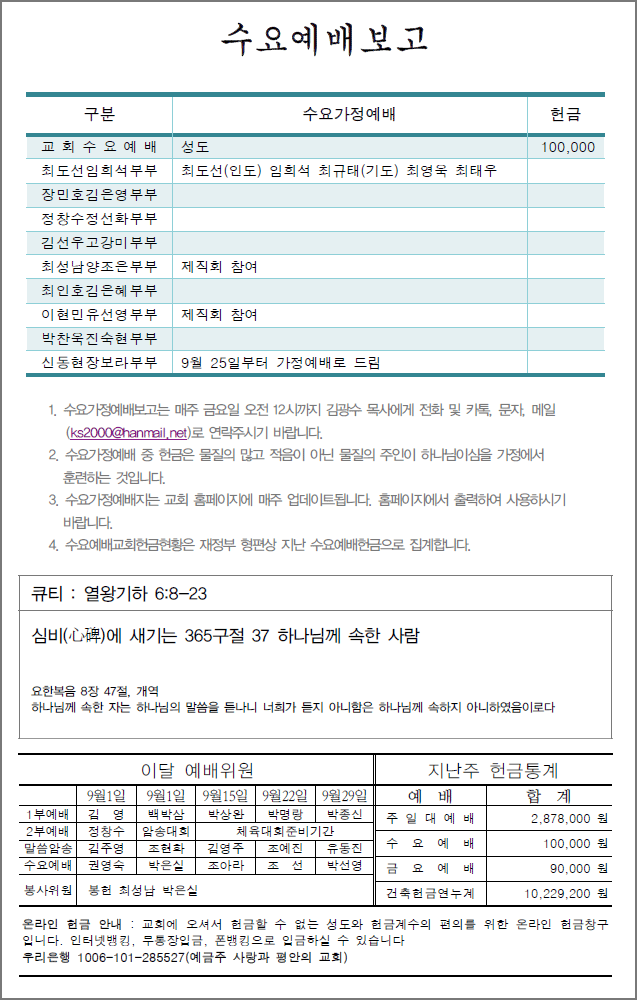 수요예배보고
구분 수요가정예배 헌금
교 회 수 요 예 배 성도 100,000
최도선임희석부부 최도선(인도) 임희석 최규태(기도) 최영욱 최태우
장민호김은영부부
정창수정선화부부
김선우고강미부부
최성남양조은부부 제직회 참여
최인호김은혜부부
이현민유선영부부 제직회 참여
박찬욱진숙현부부
신동현장보라부부 9월 25일부터 가정예배로 드림
1. 수요가정예배보고는 매주 금요일 오전 12시까지 김광수 목사에게 전화 및 카톡, 문자, 메일
(ks2000@hanmail.net)로 연락주시기 바랍니다.
2. 수요가정예배 중 헌금은 물질의 많고 적음이 아닌 물질의 주인이 하나님이심을 가정에서
훈련하는 것입니다.
3. 수요가정예배지는 교회 홈페이지에 매주 업데이트됩니다. 홈페이지에서 출력하여 사용하시기
바랍니다.
4. 수요예배교회헌금현황은 재정부 형편상 지난 수요예배헌금으로 집계합니다.
큐티 : 열왕기하 6:8-23
심비(心碑)에 새기는 365구절 37 하나님께 속한 사람
요한복음 8장 47절, 개역
하나님께 속한 자는 하나님의 말씀을 듣나니 너희가 듣지 아니함은 하나님께 속하지 아니하였음이로다
이달 예배위원
9월1일 9월1일 9월15일 9월22일 9월29일
1부예배 김 영 백박삼 박상완 박명랑 박종신
2부예배 정창수 암송대회 체육대회준비기간
말씀암송 김주영 조현화 김영주 조예진 유동진
수요예배 권영숙 박은실 조아라 조 선 박선영
봉사위원 봉헌 최성남 박은실
지난주 헌금통계
예 배 합 계
주 일 대 예 배 2,878,000 원
수 요 예 배 100,000 원
금 요 예 배 90,000 원
건축헌금연누계 10,229,200 원
온라인 헌금 안내 : 교회에 오셔서 헌금할 수 없는 성도와 헌금계수의 편의를 위한 온라인 헌금창구
입니다. 인터넷뱅킹, 무통장입금, 폰뱅킹으로 입금하실 수 있습니다
우리은행 1006-101-285527(예금주 사랑과 평안의 교회)